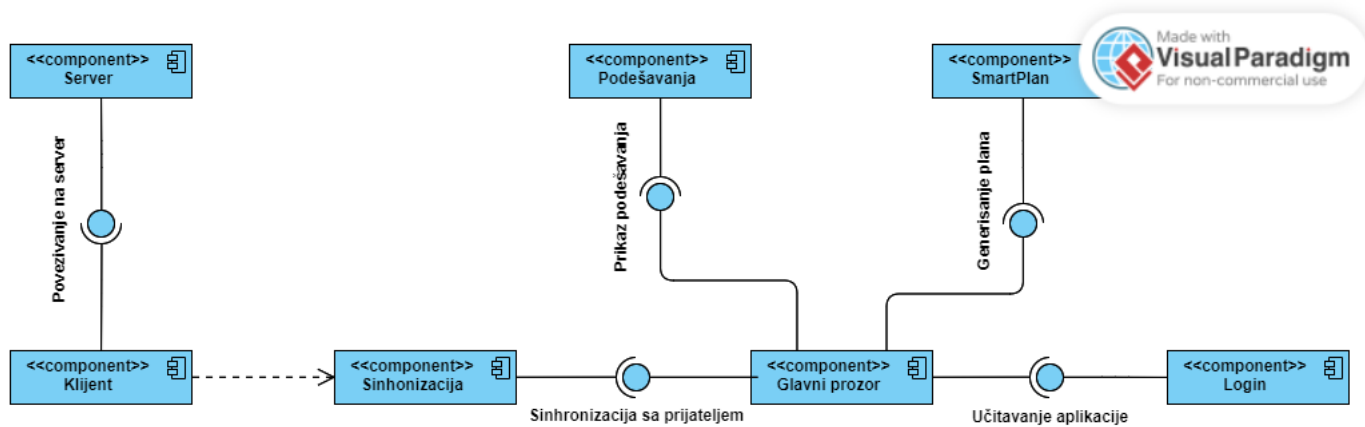 Made with
Visual Paradigm
For non-commercial use
<<component>>
Server
<<component>>
Podešavanja
<<component>>
SmartPlan
Povezivanje na server
Prikaz podešavanja
Generisanje plana
<<component>>
Klijent
<<component>>
Sinhonizacija
<<component>>
Glavni prozor
<<component>>
Login
Sinhronizacija sa prijateljem
Učitavanje aplikacije